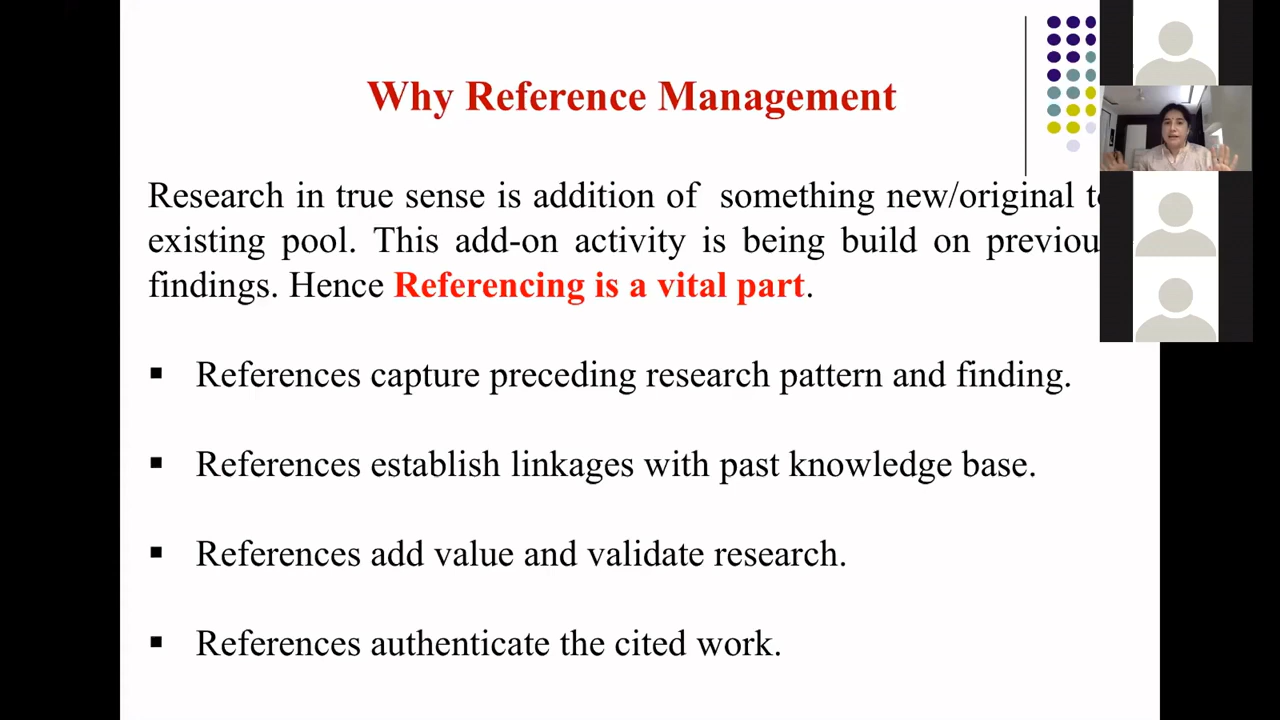 Why Reference Management
Research in true sense is addition of something new/original
existing pool. This add-on activity is being build on
findings. Hence Referencing is a vital part.
▪ References capture preceding research pattern and finding.
▪ References establish linkages with past knowledge base.
▪ References add value and validate research.
▪ References authenticate the cited work.